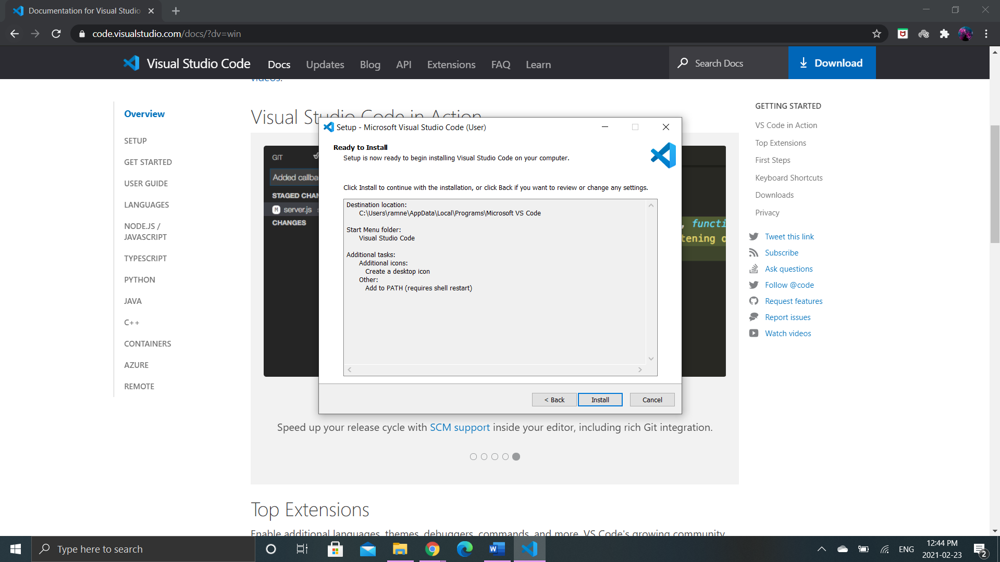 Documentation for Visual Studio
code.visualstudio.com/docs/?dv=win
Visual Studio Code
Docs
Updates
Blog
API
Extensions
FAQ
Learn
Search Docs
Download
videos.
Overview
SETUP
GET STARTED
USER GUIDE
LANGUAGES
NODE.JS /
JAVASCRIPT
TYPESCRIPT
PYTHON
JAVA
C++
CONTAINERS
AZURE
REMOTE
Visual Studio Code in Action
GIT
Added callba
STAGED CHAN
M server.js
CHANGES
, functi
tening o
Setup - Microsoft Visual Studio Code (User)
Ready to Install
Setup is now ready to begin installing Visual Studio Code on your computer.
Click Install to continue with the installation, or click Back if you want to review or change any settings.
Destination location:
C:\Users\ramne\AppData\Local\Programs\Microsoft VS Code
Start Menu folder:
Visual Studio Code
Additional tasks:
Additional icons:
Create a desktop icon
Other:
Add to PATH (requires shell restart)
< Back
Install
Cancel
Speed up your release cycle with SCM support inside your editor, including rich Git integration.
Top Extensions
Enable additional languages, themes, debuggers, commands, and more. VS Code's growing community
GETTING STARTED
VS Code in Action
Top Extensions
First Steps
Keyboard Shortcuts
Downloads
Privacy
Tweet this link
Subscribe
Ask questions
Follow @code
Request features
Report issues
Watch videos
Type here to search
ENG
12:44 PM
2021-02-23
2